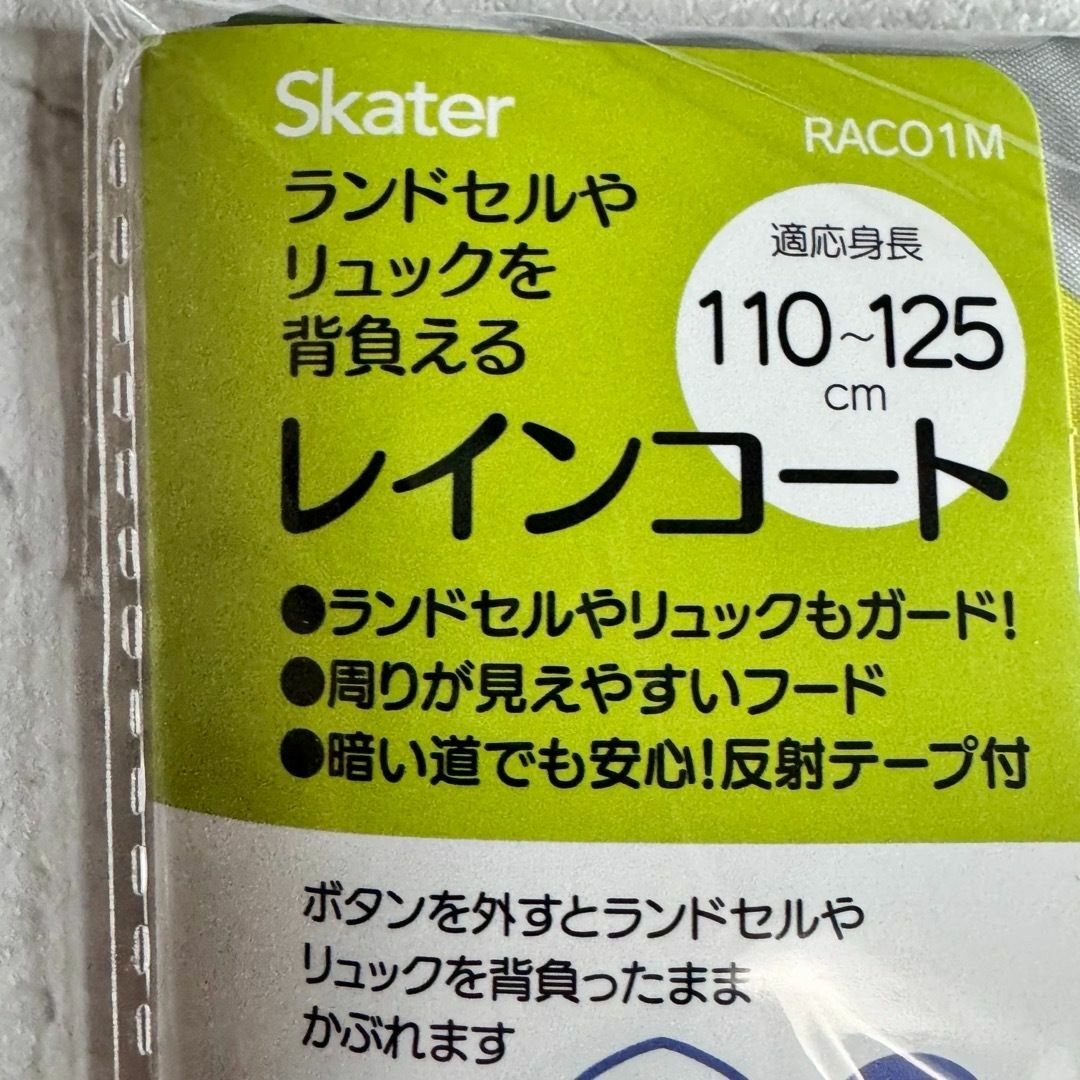 Skater
RACO1M
ランドセルや
リュックを
背負える
適応身長
110~125
cm
レインコート
●ランドセルやリュックもガード!
●周りが見えやすいフード
●暗い道でも安心!反射テープ付
ボタンを外すとランドセルや
リュックを背負ったまま
かぶれます